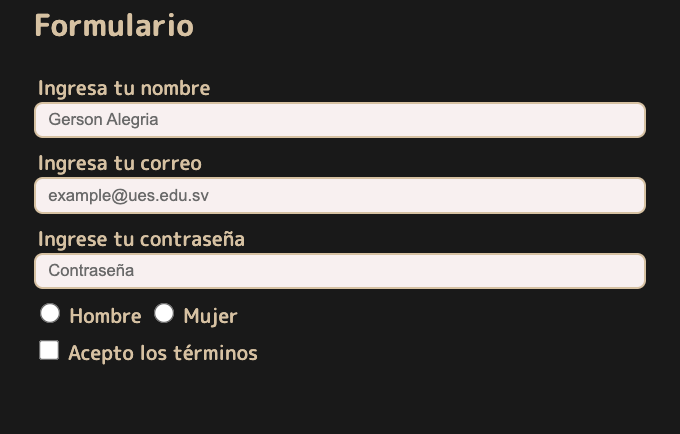 Formulario
Ingresa tu nombre
Gerson Alegria
Ingresa tu correo
example@ues.edu.sv
Ingrese tu contraseña
Contraseña
Hombre Mujer
Acepto los términos